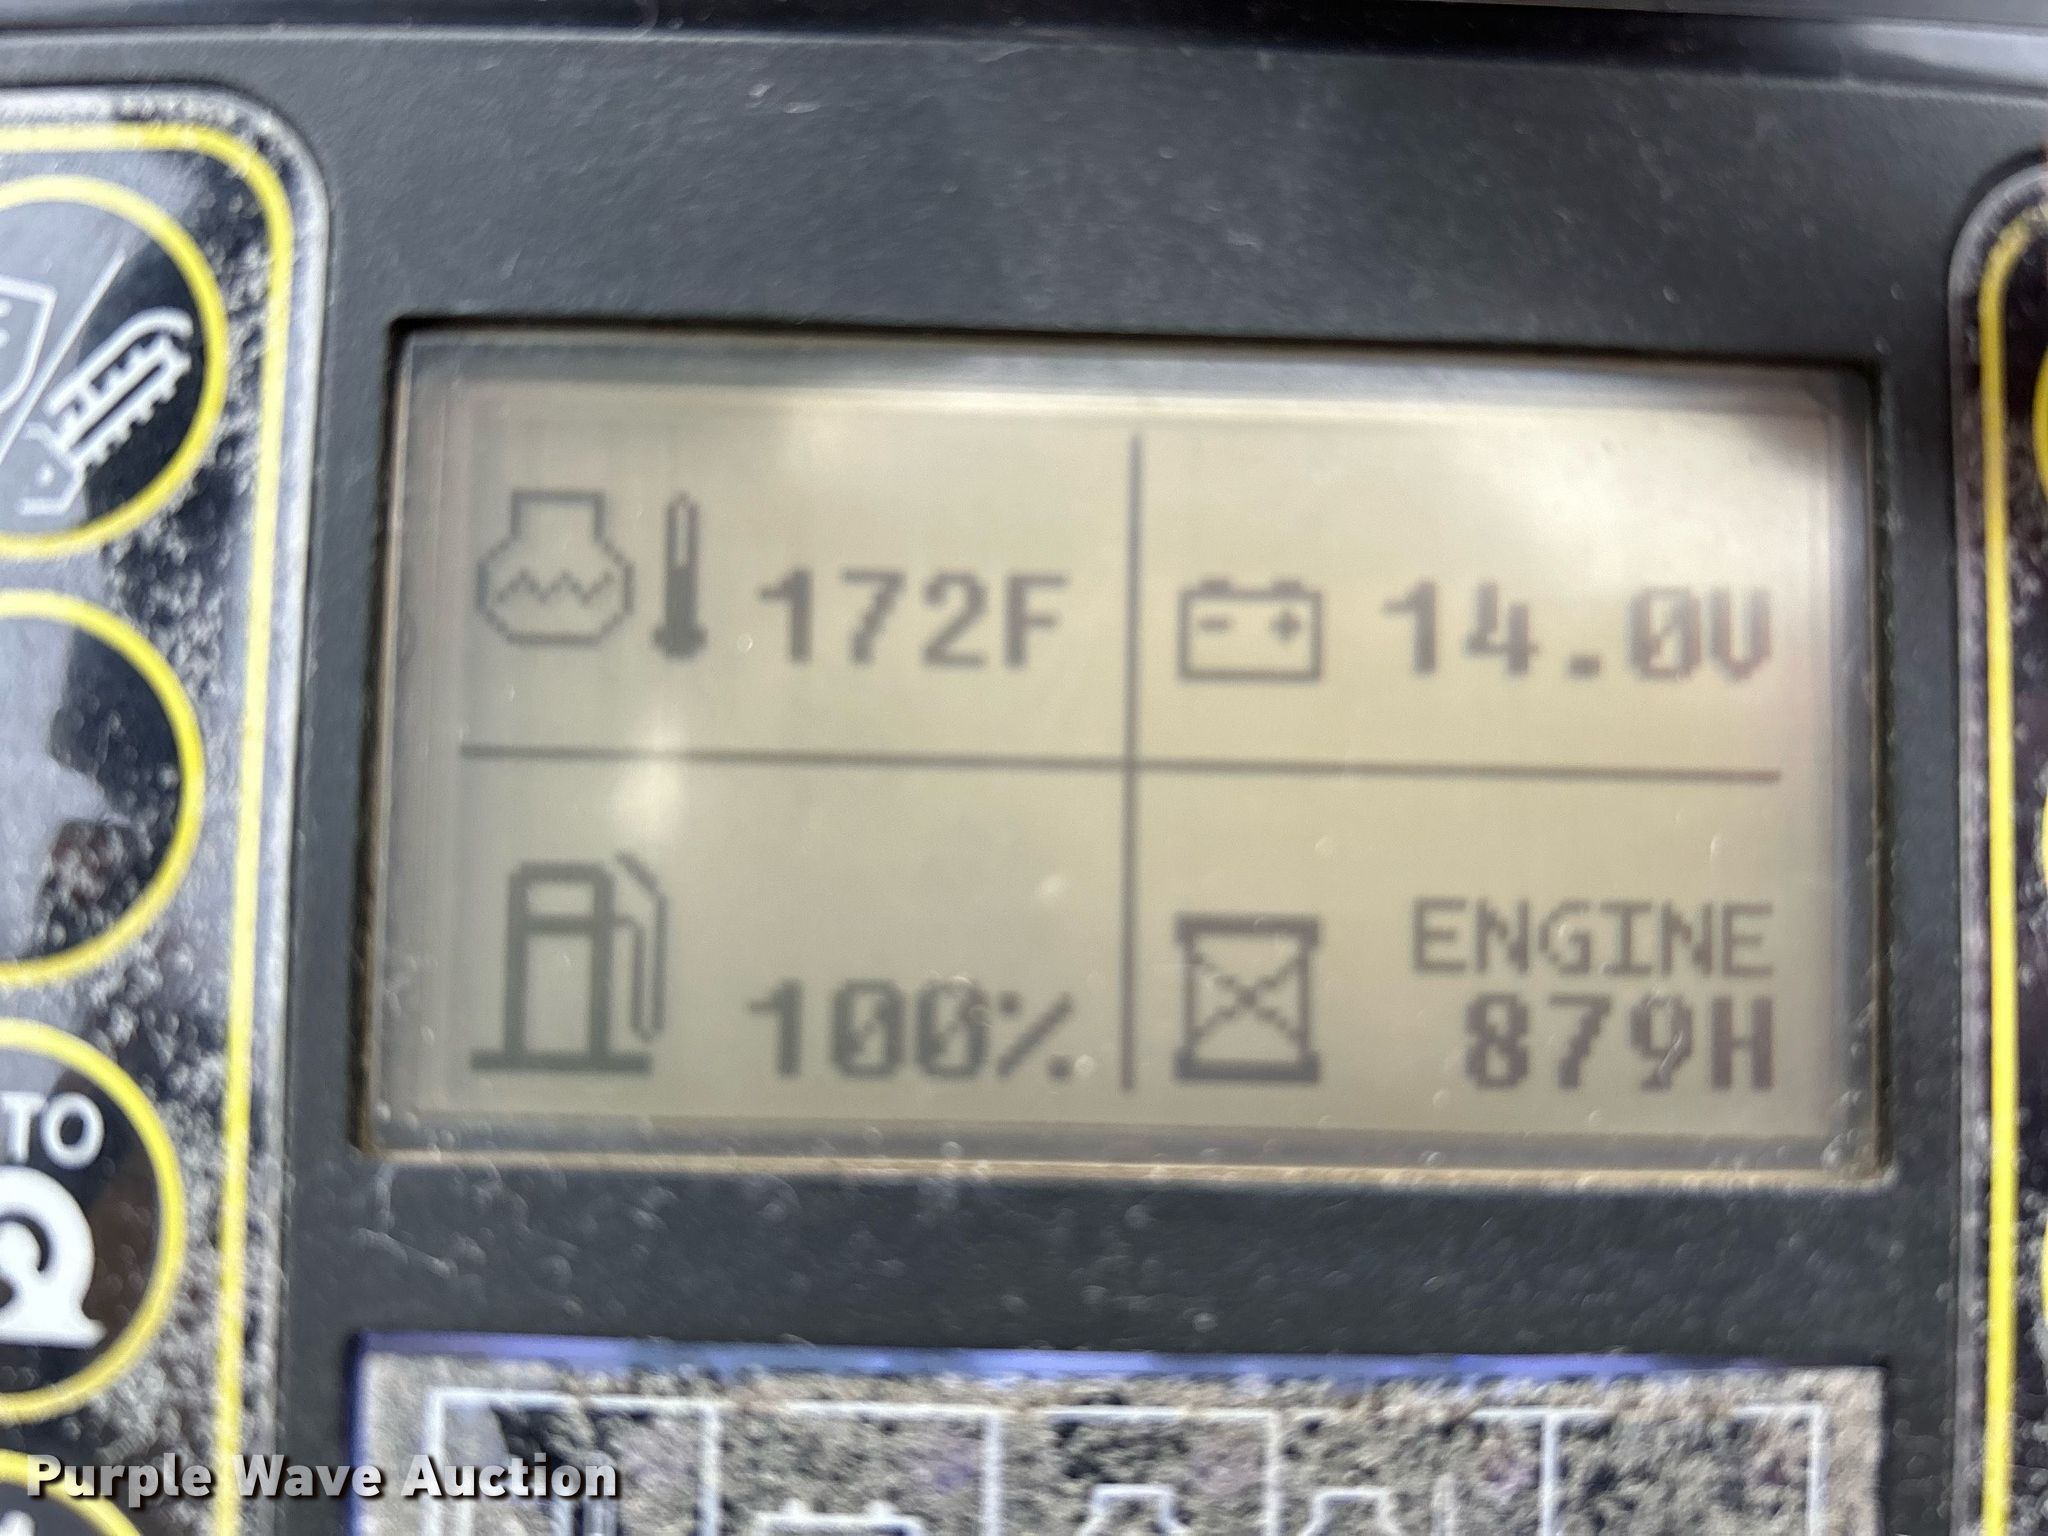 172F
14.0V
100%
ENGINE
879H
TO
Purple Wave Auction